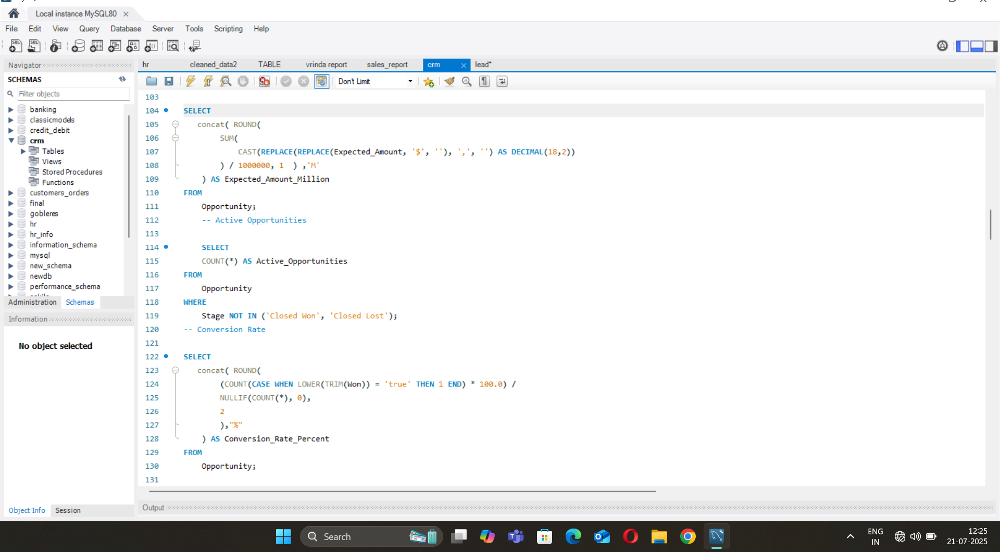 Local instance MySQL80
File Edit View Query Database Server Tools Scripting Help
Navigator
SCHEMAS
Filter objects
banking
classicmodels
credit_debit
crm
Tables
Views
Stored Procedures
Functions
customers_orders
final
gobleres
hr
hr_info
information_schema
mysql
new_schema
newdb
performance_schema
Administration Schemas
Information
No object selected
Object Info Session
hr cleaned_data2 TABLE vrinda report sales_report crm lead*
Don't Limit
103
104 SELECT
105 concat( ROUND(
106 SUM(
107 CAST(REPLACE(REPLACE(Expected_Amount, '$', ''), ',', '') AS DECIMAL(18,2))
108 ) / 1000000, 1 ) ,'M'
109 ) AS Expected_Amount_Million
110 FROM
111 Opportunity;
112 -- Active Opportunities
113
114 SELECT
115 COUNT(*) AS Active_Opportunities
116 FROM
117 Opportunity
118 WHERE
119 Stage NOT IN ('Closed Won', 'Closed Lost');
120 -- Conversion Rate
121
122 SELECT
123 concat( ROUND(
124 (COUNT(CASE WHEN LOWER(TRIM(Won)) = 'true' THEN 1 END) * 100.0) /
125 NULLIF(COUNT(*), 0),
126 2
127 ),"%"
128 ) AS Conversion_Rate_Percent
129 FROM
130 Opportunity;
131
Output
Search
ENG
IN
12:25
21-07-2025